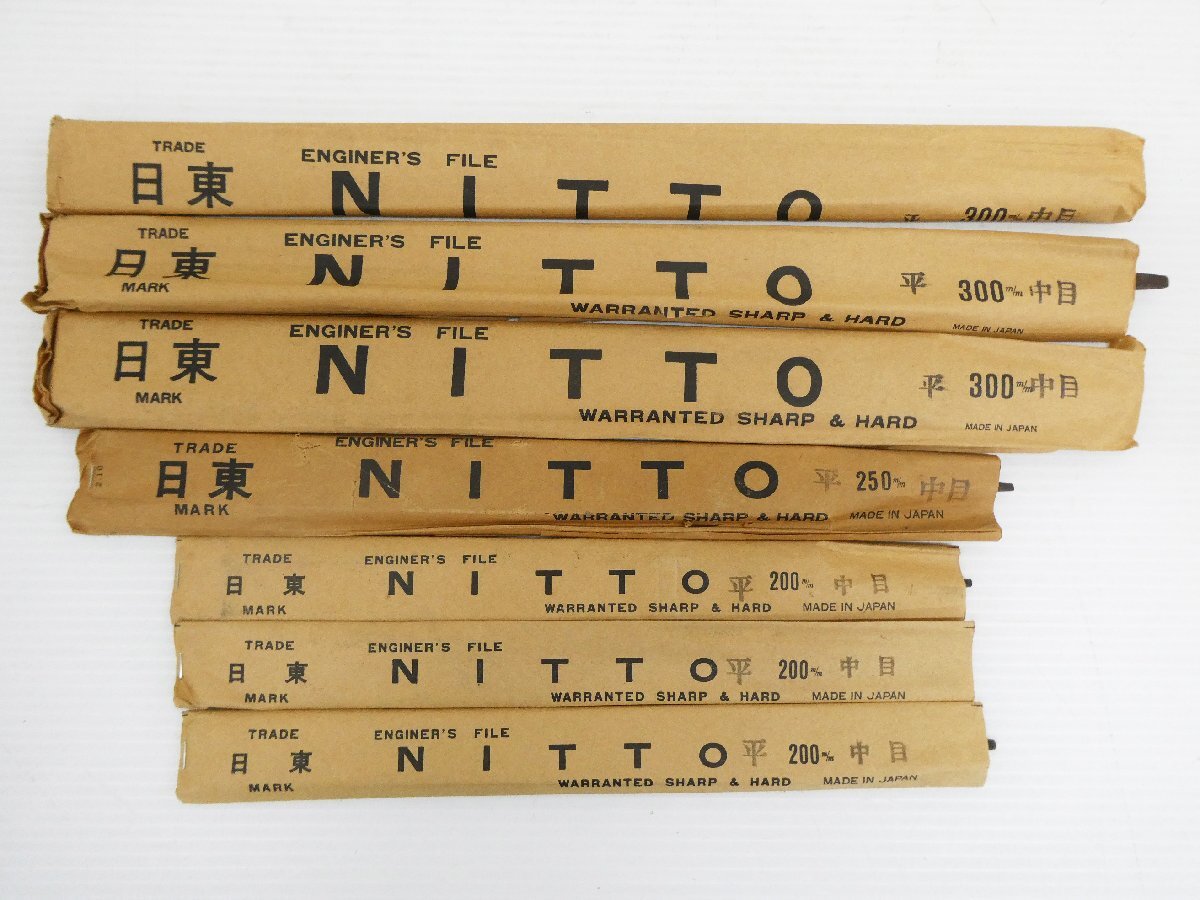 TRADE ENGINER'S FILE
日東 NITTO 平 300m/m 中目
TRADE ENGINER'S FILE
日東 NITTO 平 300m/m 中目
MARK WARRANTED SHARP & HARD MADE IN JAPAN
TRADE ENGINER'S FILE
日東 NITTO 平 300m/m 中目
MARK WARRANTED SHARP & HARD MADE IN JAPAN
TRADE ENGINER'S FILE
日東 NITTO 平 250m/m 中目
MARK WARRANTED SHARP & HARD MADE IN JAPAN
TRADE ENGINER'S FILE
日東 NITTO 平 200m/m 中目
MARK WARRANTED SHARP & HARD MADE IN JAPAN
TRADE ENGINER'S FILE
日東 NITTO 平 200m/m 中目
MARK WARRANTED SHARP & HARD MADE IN JAPAN
TRADE ENGINER'S FILE
日東 NITTO 平 200m/m 中目
MARK WARRANTED SHARP & HARD MADE IN JAPAN